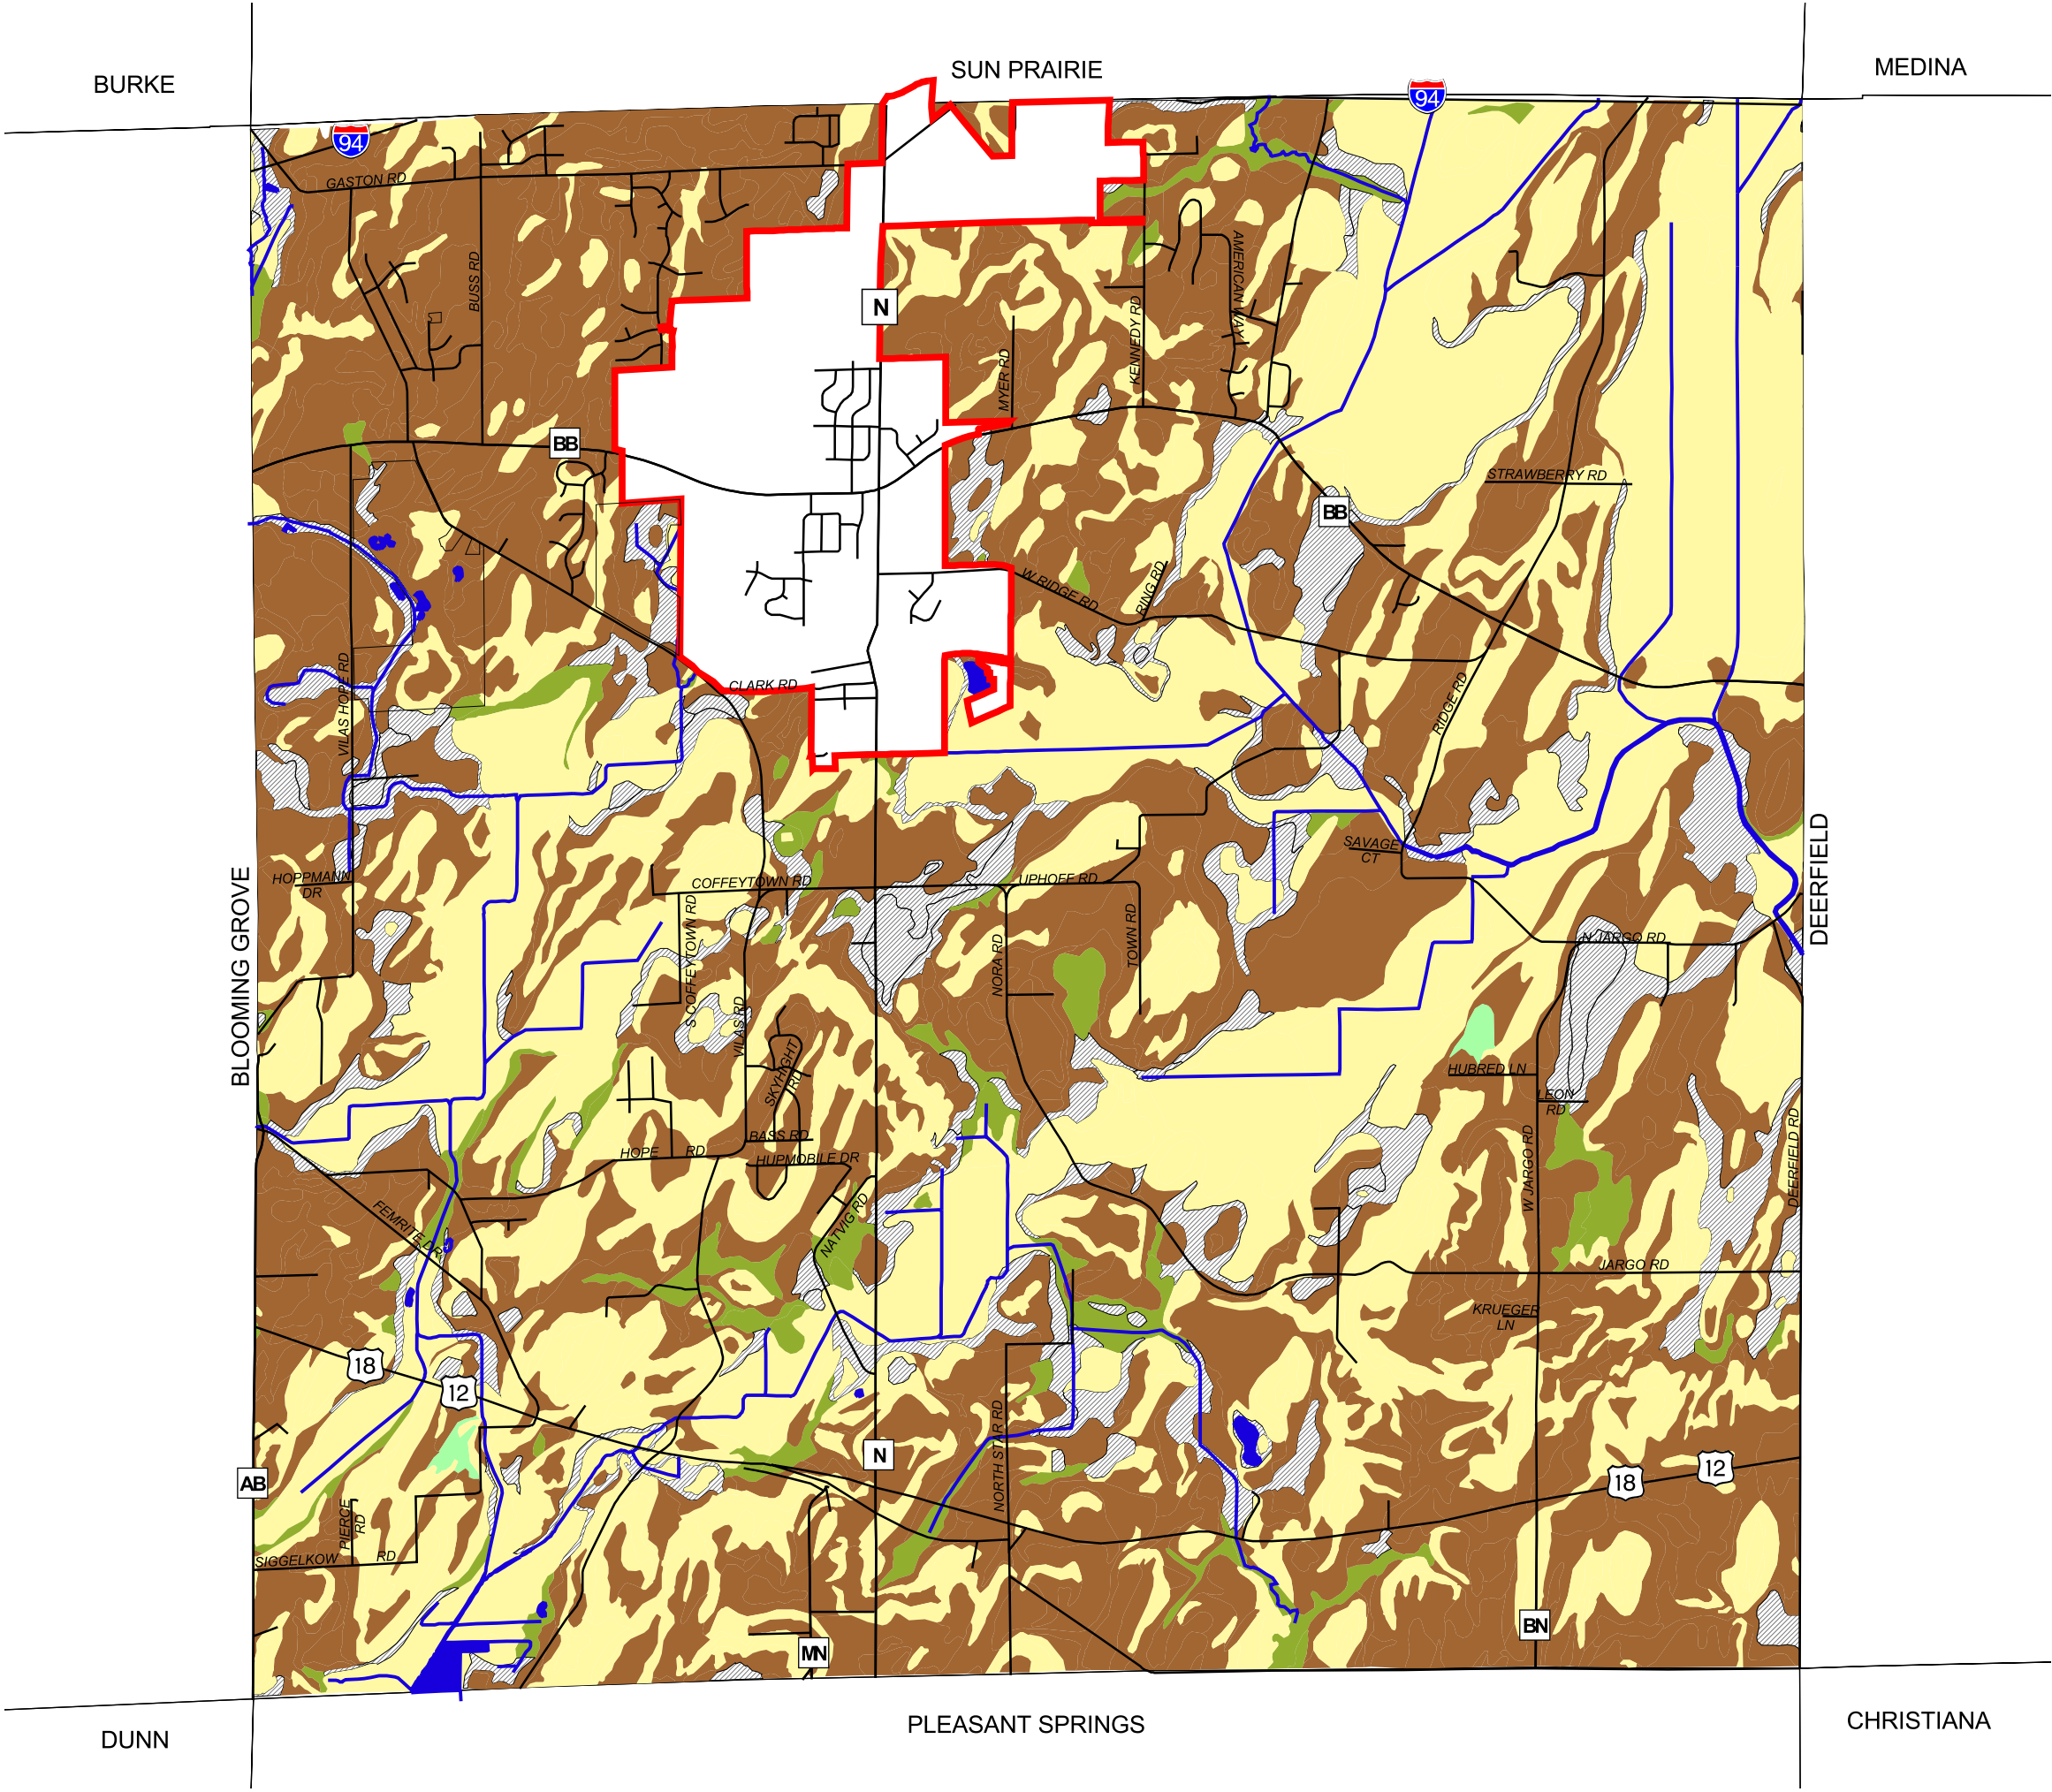 SUN PRAIRIE
MEDINA
BURKE
94
94
GASTON RD
BUSS RD
AMERICAN WAY
N
KENNEDY RD
MYER RD
BB
STRAWBERRY RD
BB
W RIDGE RD
RING RD
VILAS HOPE RD
CLARK RD
RIDGE RD
SAVAGE
CT
DEERFIELD
BLOOMING GROVE
HOPPMANN
DR
COFFEYTOWN RD
UPHOFF RD
S COFFEYTOWN RD
NORA RD
TOWN RD
N JARGO RD
VILAS RD
SKYHIGHT
TRD
HUBRED LN
LEON
RD
BASS RD
HOPE RD
HUPMOBILE DR
W JARGO RD
DEERFIELD RD
FEMRITE DR
NATVIG RD
JARGO RD
KRUEGER
LN
18
12
N
NORTH STAR RD
18
12
AB
PIERCE
RD
SIGGELKOW RD
MN
BN
DUNN
PLEASANT SPRINGS
CHRISTIANA